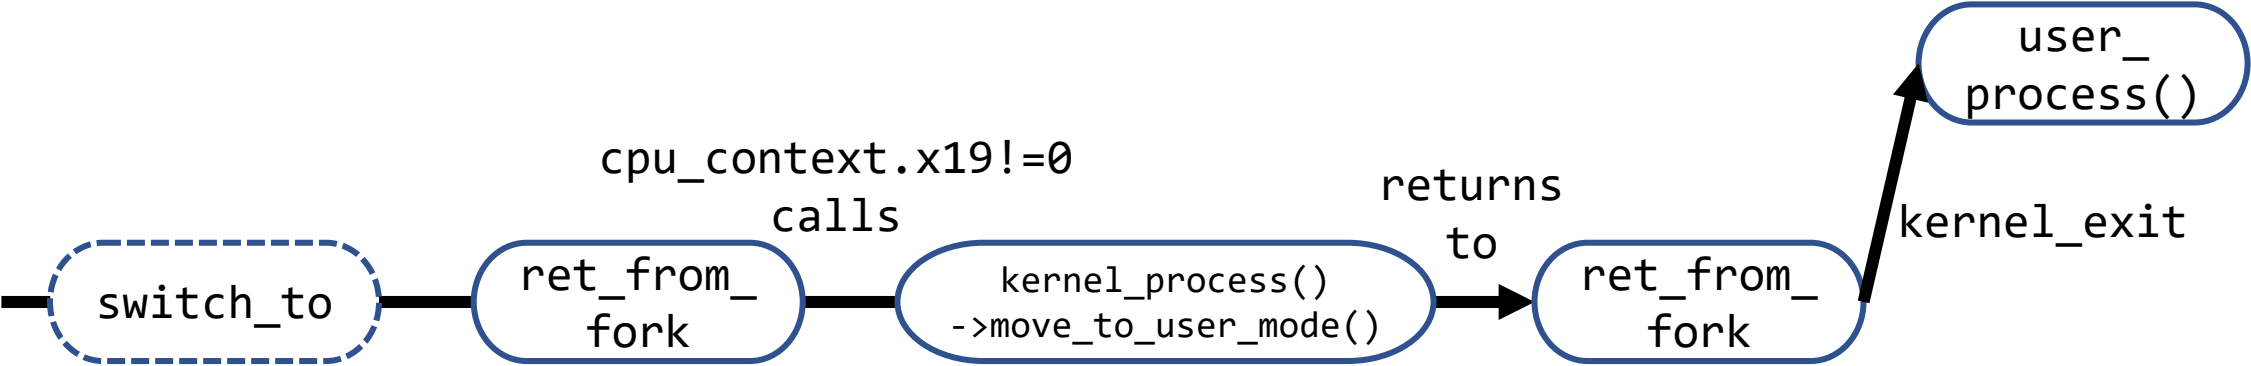 user_
process()
cpu_context.x19!=0
calls
returns
to
kernel_exit
switch_to
ret_from_
fork
kernel_process()
->move_to_user_mode()
ret_from_
fork